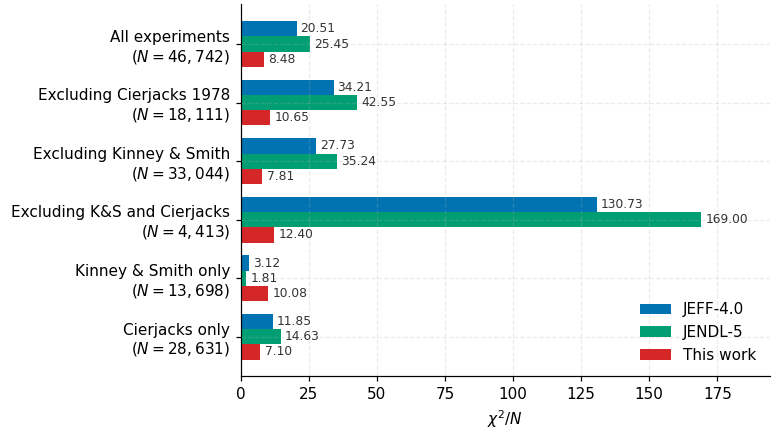 All experiments
(N = 46,742)
20.51
25.45
8.48
Excluding Cierjacks 1978
(N = 18,111)
34.21
42.55
10.65
Excluding Kinney & Smith
(N = 33,044)
27.73
35.24
7.81
Excluding K&S and Cierjacks
(N = 4,413)
130.73
169.00
12.40
Kinney & Smith only
(N = 13,698)
3.12
1.81
10.08
Cierjacks only
(N = 28,631)
11.85
14.63
7.10
JEFF-4.0
JENDL-5
This work
0 25 50 75 100 125 150 175
χ²/N